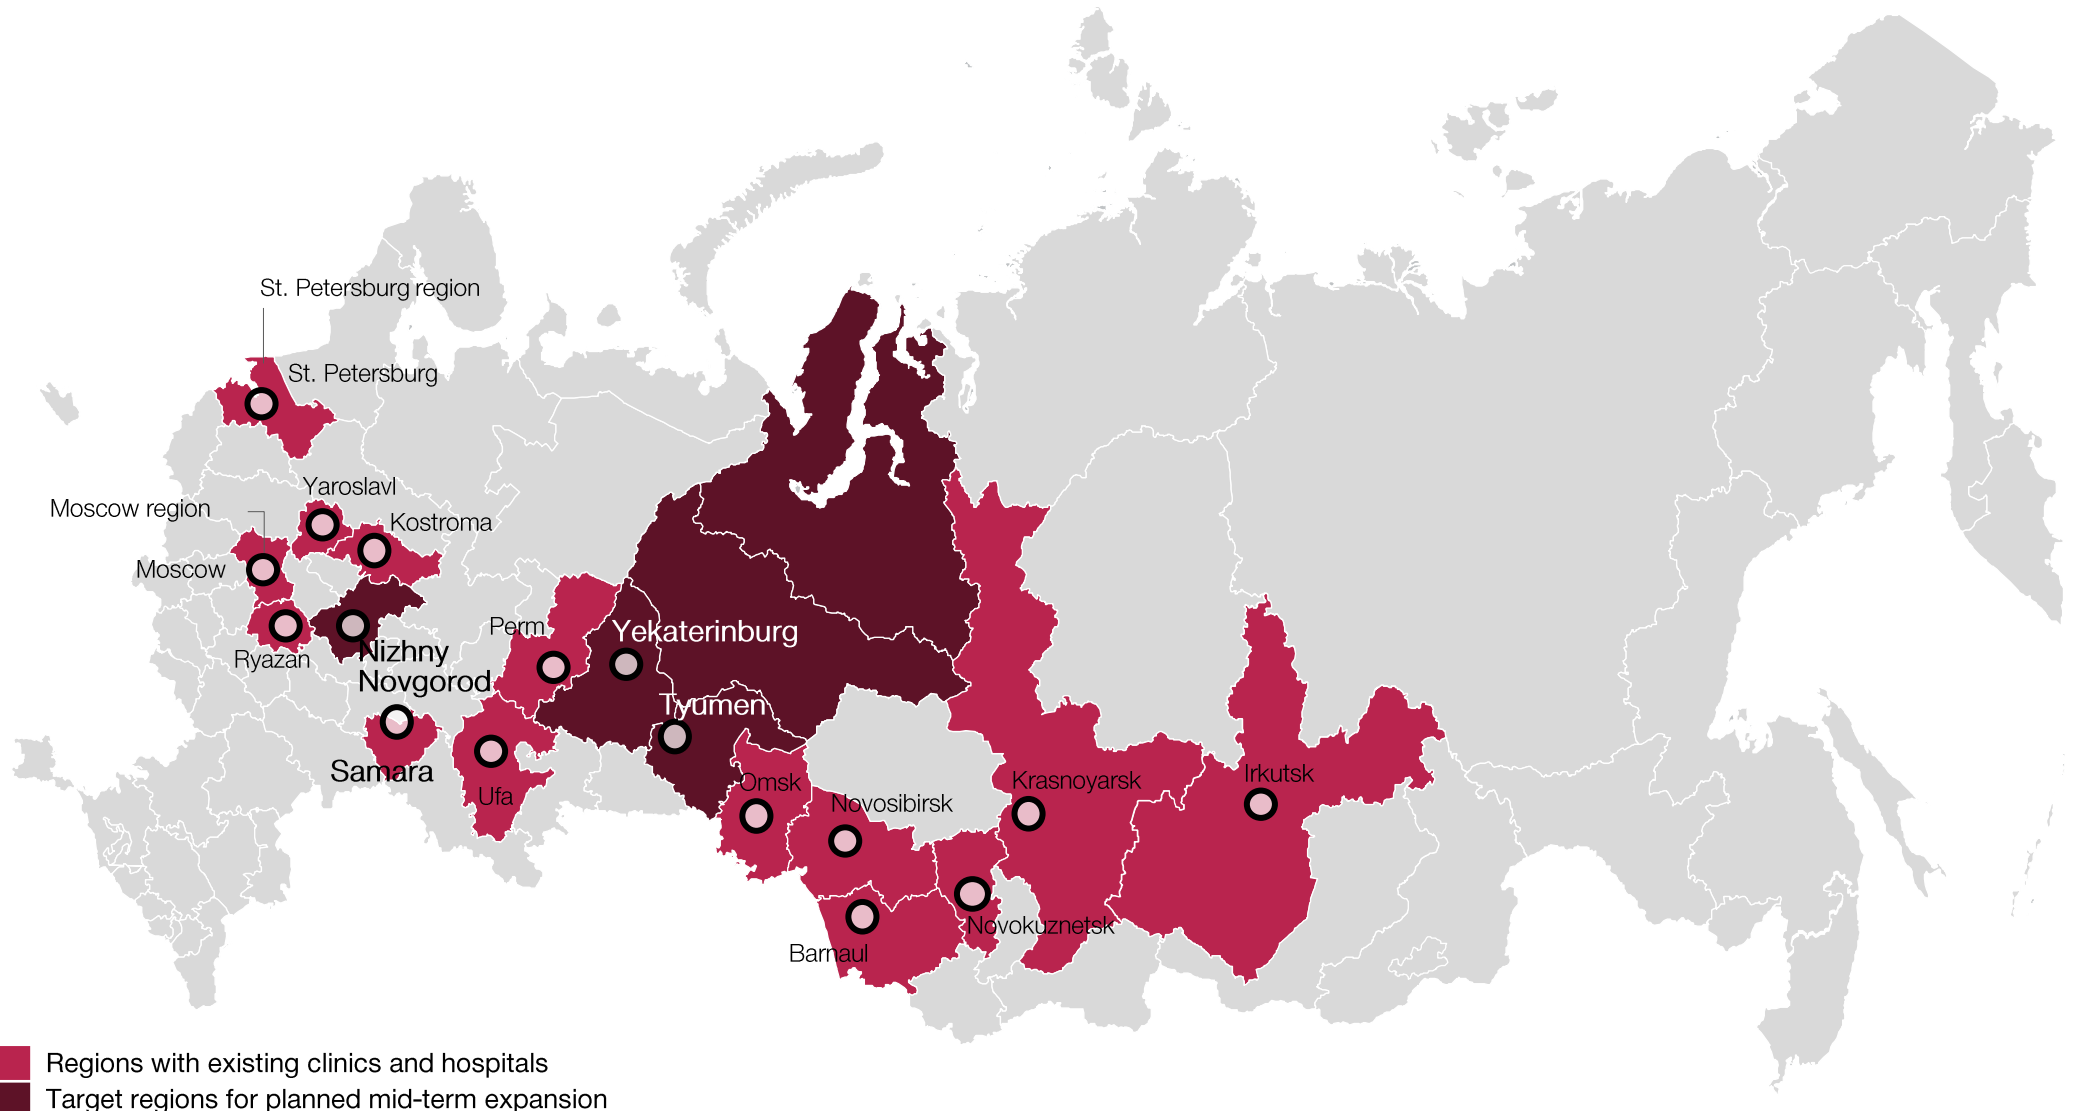 St. Petersburg region
St. Petersburg
Yaroslavl
Moscow region
Kostroma
Moscow
Perm
Yekaterinburg
Ryazan
Nizhny
Novgorod
Tyumen
Samara
Omsk
Krasnoyarsk
Irkutsk
Ufa
Novosibirsk
Novokuznetsk
Barnaul
Regions with existing clinics and hospitals
Target regions for planned mid-term expansion